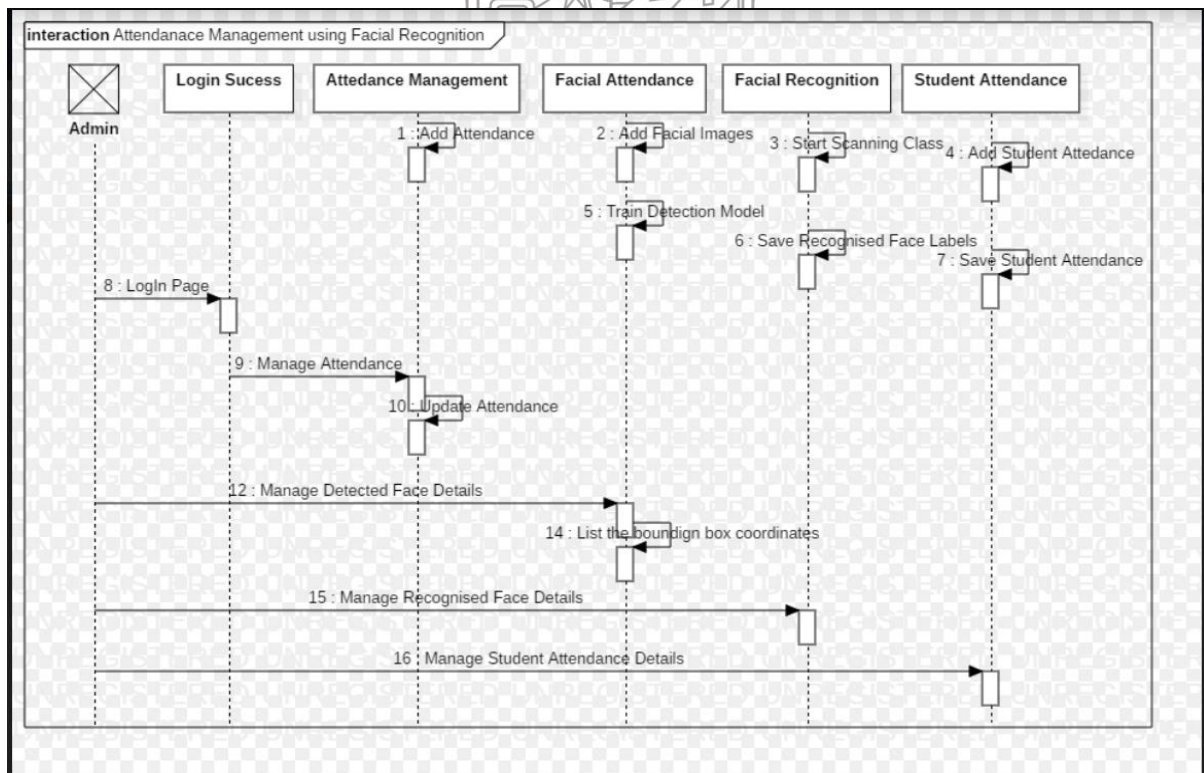 interaction Attendanace Management using Facial Recognition
Admin
Login Sucess
Attedance Management
Facial Attendance
Facial Recognition
Student Attendance
1 : Add Attendance
2 : Add Facial Images
3 : Start Scanning Class
4 : Add Student Attedance
5 : Train Detection Model
6 : Save Recognised Face Labels
7 : Save Student Attendance
8 : LogIn Page
9 : Manage Attendance
10 : Update Attendance
12 : Manage Detected Face Details
14 : List the boundign box coordinates
15 : Manage Recognised Face Details
16 : Manage Student Attendance Details